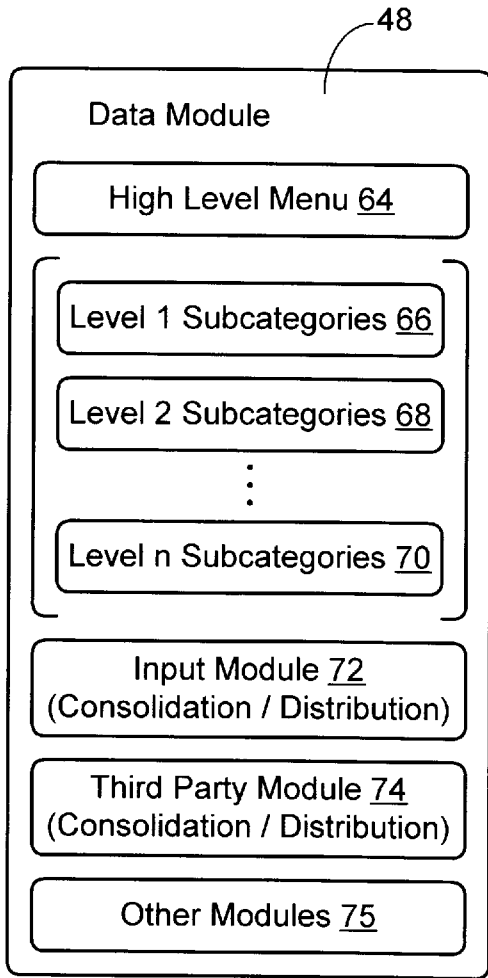 48
Data Module
High Level Menu 64
Level 1 Subcategories 66
Level 2 Subcategories 68
Level n Subcategories 70
Input Module 72
(Consolidation / Distribution)
Third Party Module 74
(Consolidation / Distribution)
Other Modules 75